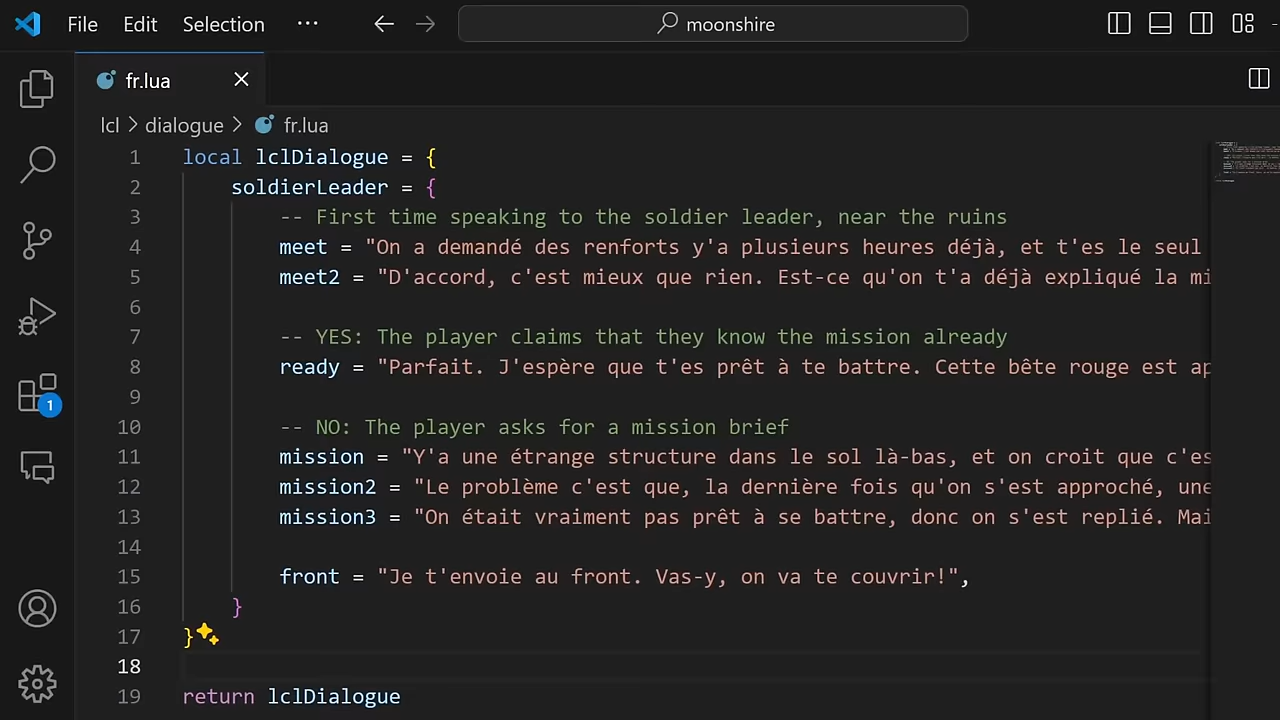 File Edit Selection ··· moonshire
fr.lua
lcl > dialogue > fr.lua
1 local lclDialogue = {
2 soldierLeader = {
3 -- First time speaking to the soldier leader, near the ruins
4 meet = "On a demandé des renforts y'a plusieurs heures déjà, et t'es le seul
5 meet2 = "D'accord, c'est mieux que rien. Est-ce qu'on t'a déjà expliqué la mi
6
7 -- YES: The player claims that they know the mission already
8 ready = "Parfait. J'espère que t'es prêt à te battre. Cette bête rouge est ap
9
10 -- NO: The player asks for a mission brief
11 mission = "Y'a une étrange structure dans le sol là-bas, et on croit que c'es
12 mission2 = "Le problème c'est que, la dernière fois qu'on s'est approché, une
13 mission3 = "On était vraiment pas prêt à se battre, donc on s'est replié. Mai
14
15 front = "Je t'envoie au front. Vas-y, on va te couvrir!",
16 }
17 }
18
19 return lclDialogue
1